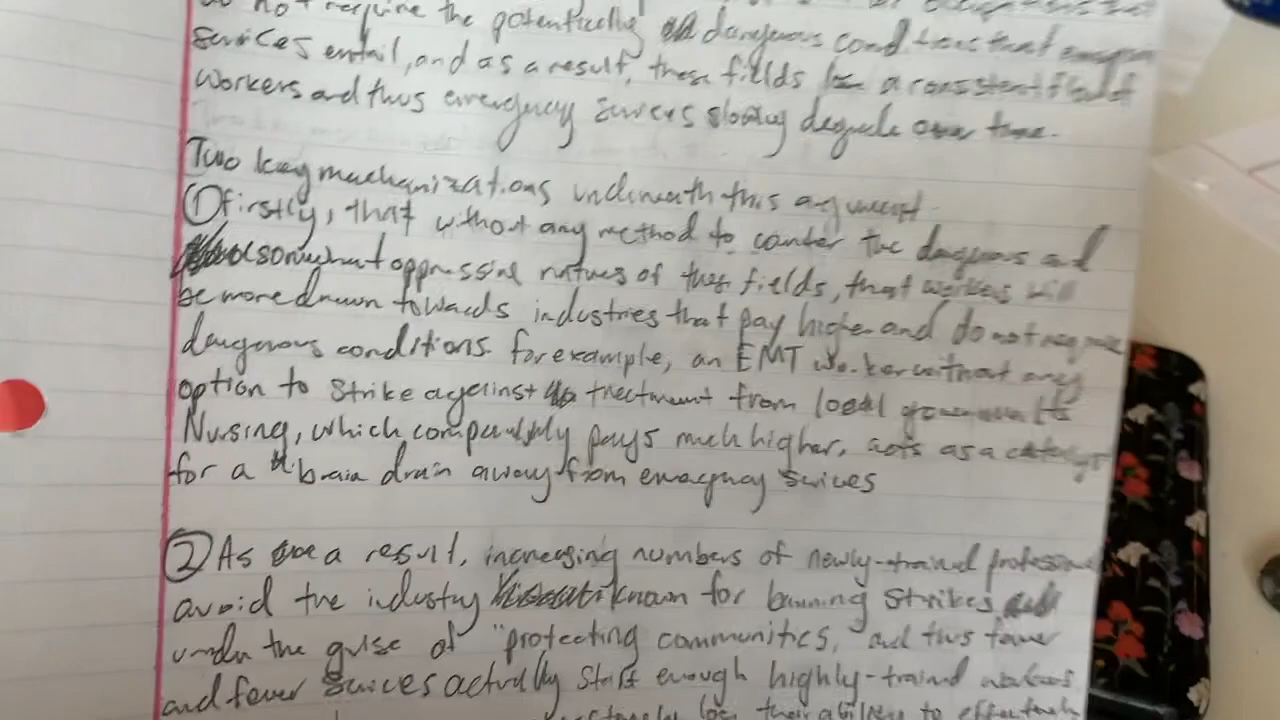 not require the potentially dangerous conditions that
services entail, and as a result, these fields a consistent
workers and thus emergency slowly degrade over time.
Two key mechanizations underneath this argument.
① firstly, that without any method to counter the dangerous and
somewhat oppressive natures of these fields, that workers will
be more drawn towards industries that pay higher and do not require
dangerous conditions. for example, an EMT worker without any
option to strike against treatment from local governments
Nursing, which comparably pays much higher, acts as a
for a brain drain away from emergency services
② As a result, increasing numbers of newly-trained
avoid the industry known for banning strikes
under the guise of "protecting communities," and thus fewer
and fewer services actually staff enough highly-trained workers
their ability to effectively